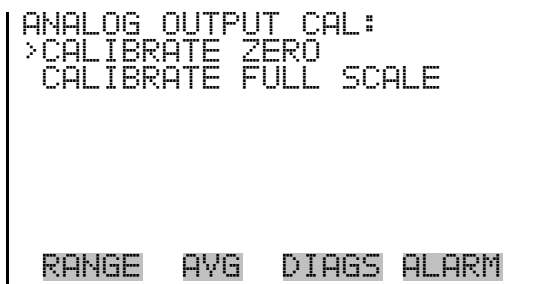 ANALOG OUTPUT CAL:
>CALIBRATE ZERO
CALIBRATE FULL SCALE
RANGE AVG DIAGS ALARM